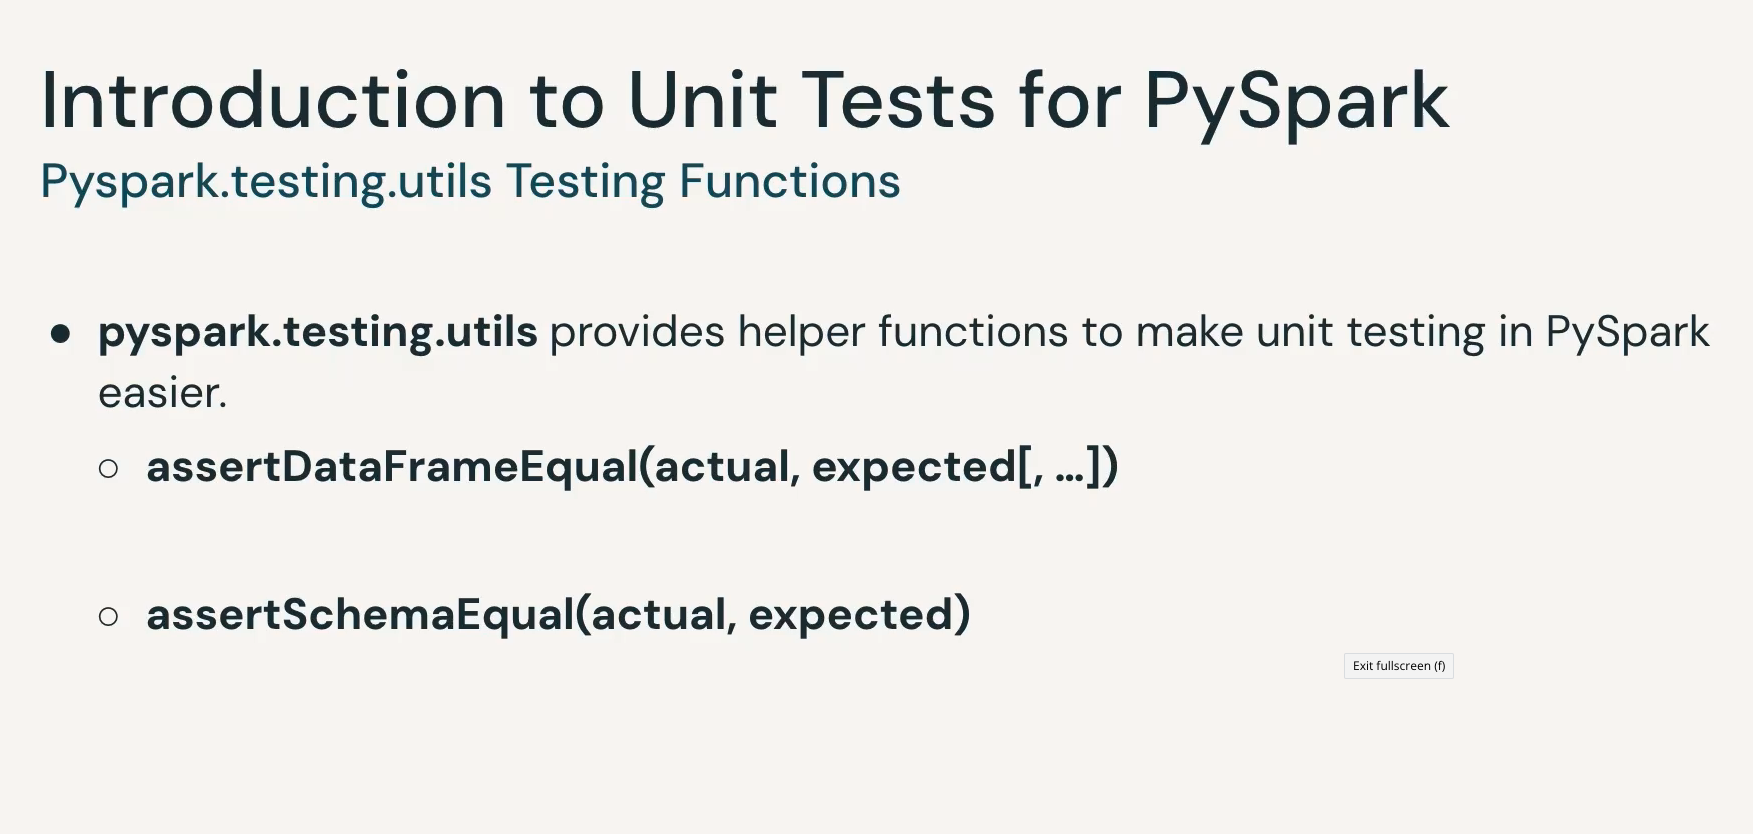 Introduction to Unit Tests for PySpark
Pyspark.testing.utils Testing Functions
● pyspark.testing.utils provides helper functions to make unit testing in PySpark
easier.
○ assertDataFrameEqual(actual, expected[, …])
○ assertSchemaEqual(actual, expected)
Exit fullscreen (f)